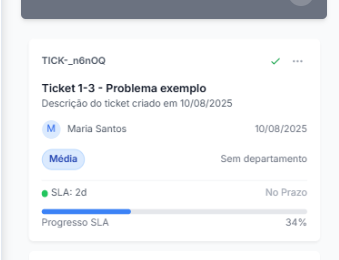 TICK-_n6nOQ
Ticket 1-3 - Problema exemplo
Descrição do ticket criado em 10/08/2025
M Maria Santos 10/08/2025
Média Sem departamento
SLA: 2d No Prazo
Progresso SLA 34%